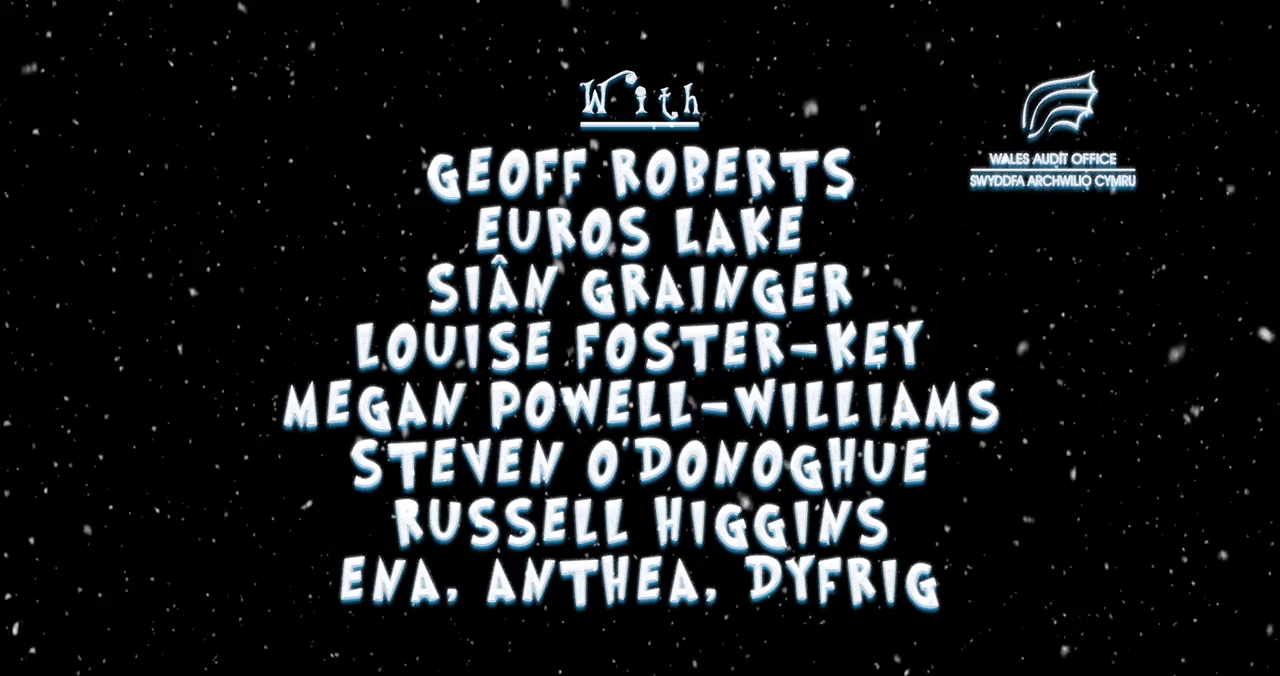 With
GEOFF ROBERTS
EUROS LAKE
SIÂN GRAINGER
LOUISE FOSTER-KEY
MEGAN POWELL-WILLIAMS
STEVEN O'DONOGHUE
RUSSELL HIGGINS
ENA, ANTHEA, DYFRIG
WALES AUDIT OFFICE
SWYDDFA ARCHWILIO CYMRU